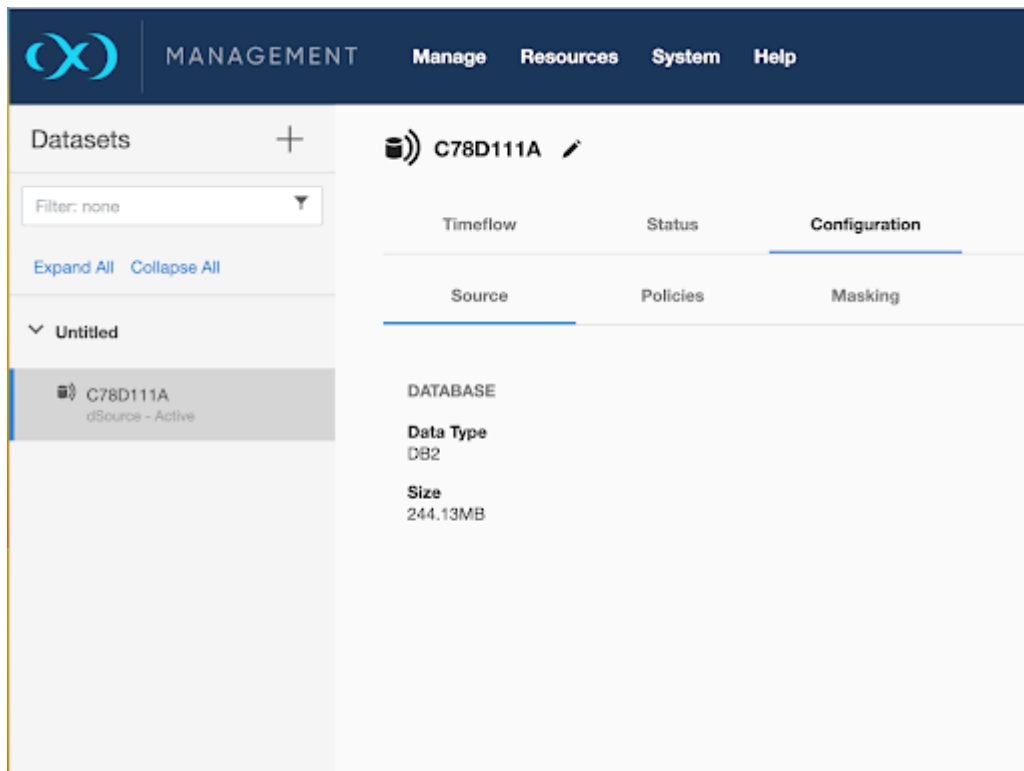 MANAGEMENT Manage Resources System Help
Datasets
Filter: none
Expand All Collapse All
Untitled
C78D111A
dSource - Active
C78D111A
Timeflow Status Configuration
Source Policies Masking
DATABASE
Data Type
DB2
Size
244.13MB